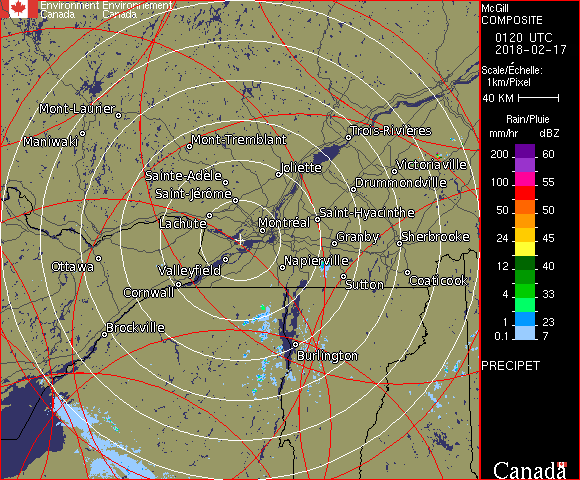 Environment Environnement
Canada Canada
McGill
COMPOSITE
0120 UTC
2018-02-17
Scale/Échelle:
1km/Pixel
40 KM
Rain/Pluie
mm/hr dBZ
200 60
100 55
50 50
24 45
12 40
4 33
1 23
0.1 7
PRECIPET
Canada
Mont-Laurier
Maniwaki
Mont-Tremblant
Trois-Rivières
Joliette
Victoriaville
Sainte-Adèle
Drummondville
Saint-Jérôme
Lachute
Montréal
Saint-Hyacinthe
Granby
Sherbrooke
Ottawa
Valleyfield
Napierville
Cornwall
Sutton
Coaticook
Brockville
Burlington